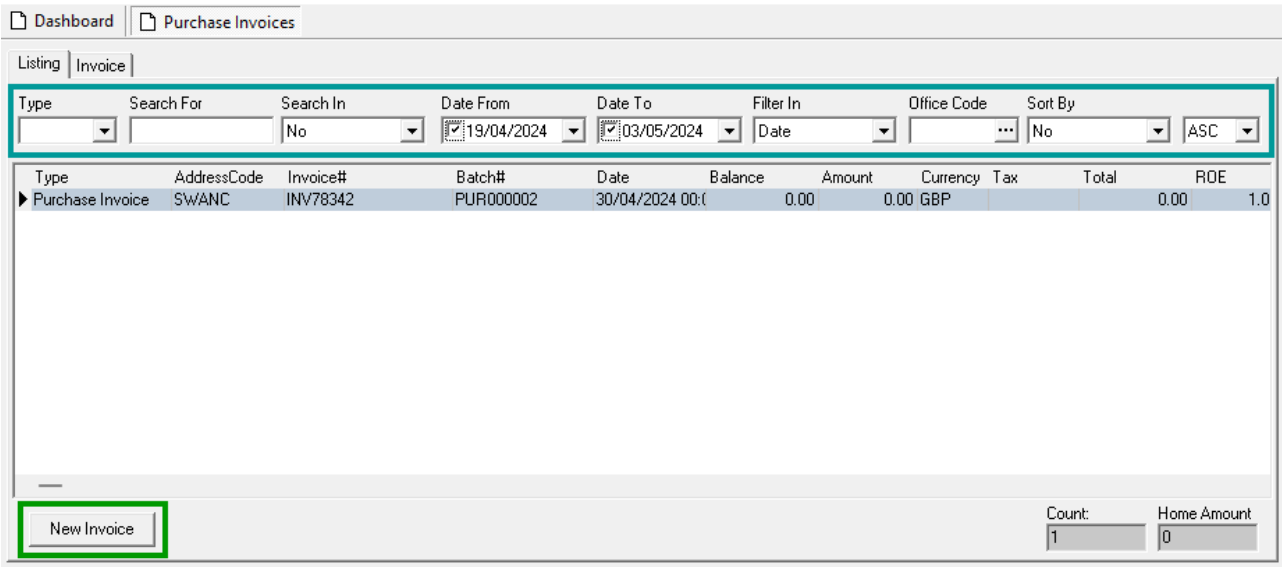 Dashboard Purchase Invoices
Listing Invoice
Type Search For Search In Date From Date To Filter In Office Code Sort By
No 19/04/2024 03/05/2024 Date ... No ASC
Type AddressCode Invoice# Batch# Date Balance Amount Currency Tax Total ROE
Purchase Invoice SWANC INV78342 PUR000002 30/04/2024 00:( 0.00 0.00 GBP 0.00 1.0
Count: Home Amount
New Invoice 1 0